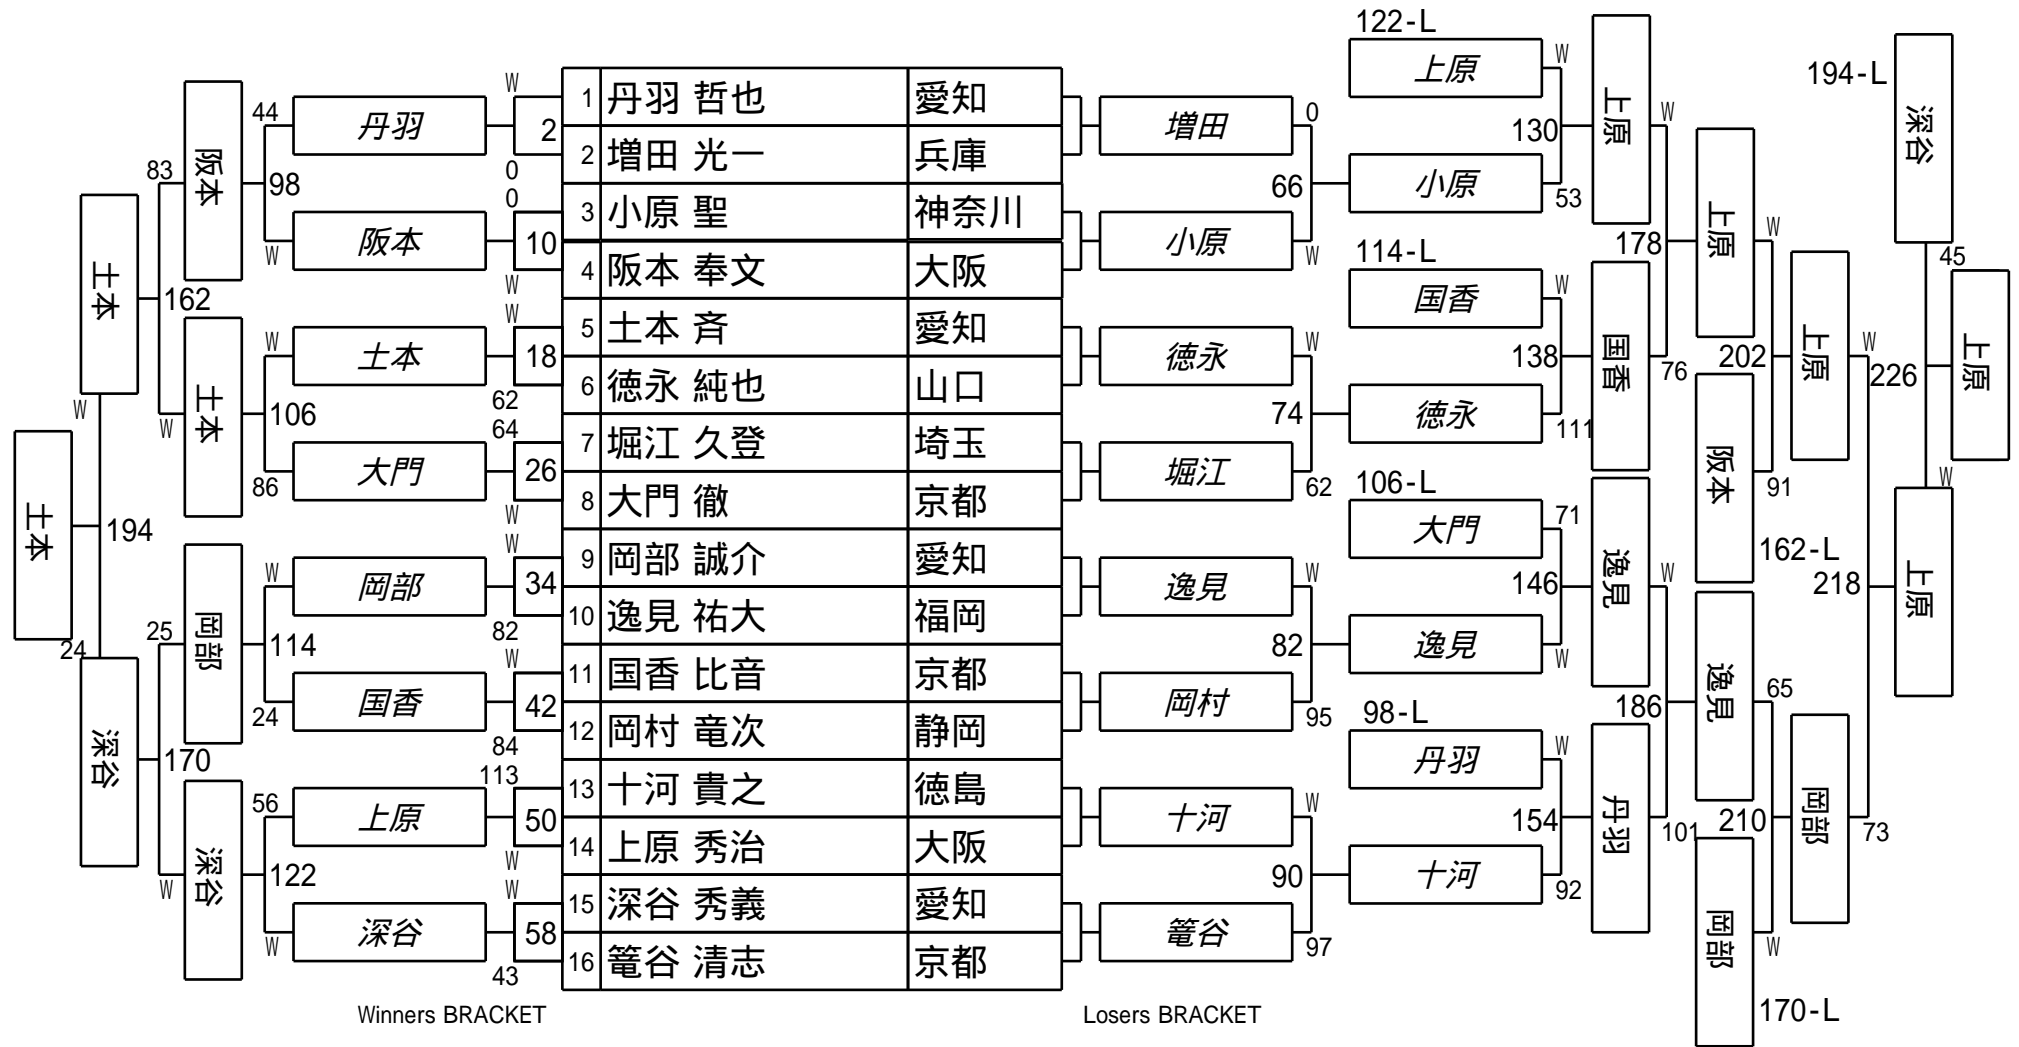 122-L
上原
W
194-L
深谷
W
1 丹羽 哲也 愛知
44
丹羽
2
増田
0
130
上原
W
2 増田 光一 兵庫
0
阪本
83
98
0
3 小原 聖 神奈川
66
小原
53
上原
W
阪本
W
10
4 阪本 奉文 大阪
W
小原
W
114-L
178
45
土本
162
国香
W
5 土本 斉 愛知
W
土本
W
18
徳永
W
138
国香
76
202
上原
W
226
上原
6 徳永 純也 山口
62
土本
W
106
W
64
74
徳永
111
阪本
91
7 堀江 久登 埼玉
大門
86
26
堀江
62
106-L
W
8 大門 徹 京都
W
大門
71
土本
194
162-L
W
9 岡部 誠介 愛知
岡部
W
34
逸見
W
146
逸見
W
218
上原
10 逸見 祐大 福岡
82
岡部
25
114
24
W
82
逸見
W
11 国香 比音 京都
国香
24
42
岡村
95
98-L
186
逸見
65
12 岡村 竜次 静岡
84
深谷
170
丹羽
W
113
13 十河 貴之 徳島
上原
56
50
十河
W
154
丹羽
101
210
岡部
73
14 上原 秀治 大阪
W
深谷
W
122
W
90
十河
92
15 深谷 秀義 愛知
深谷
W
58
篭谷
97
岡部
W
16 篭谷 清志 京都
43
170-L
Winners BRACKET
Losers BRACKET